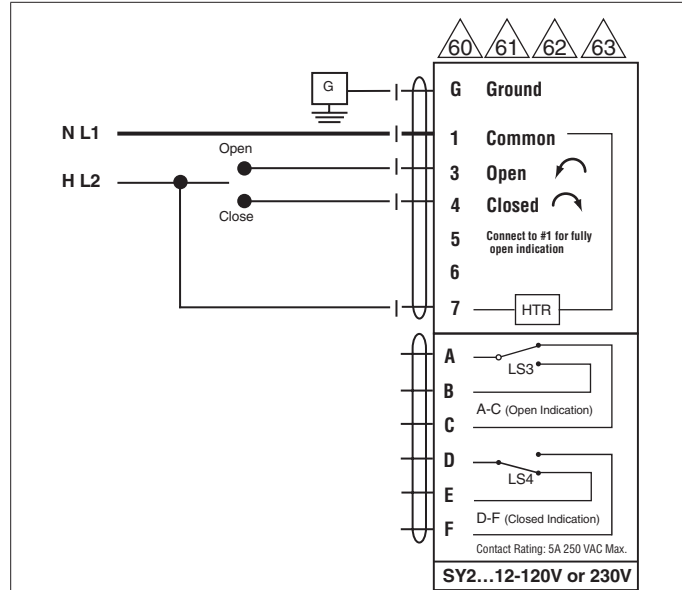 60 61 62 63
G G Ground
N L1 1 Common
Open
3 Open
H L2
4 Closed
Close
5 Connect to #1 for fully
open indication
6
7 HTR
A
LS3
B
A-C (Open Indication)
C
D
LS4
E
D-F (Closed Indication)
F
Contact Rating: 5A 250 VAC Max.
SY2...12-120V or 230V